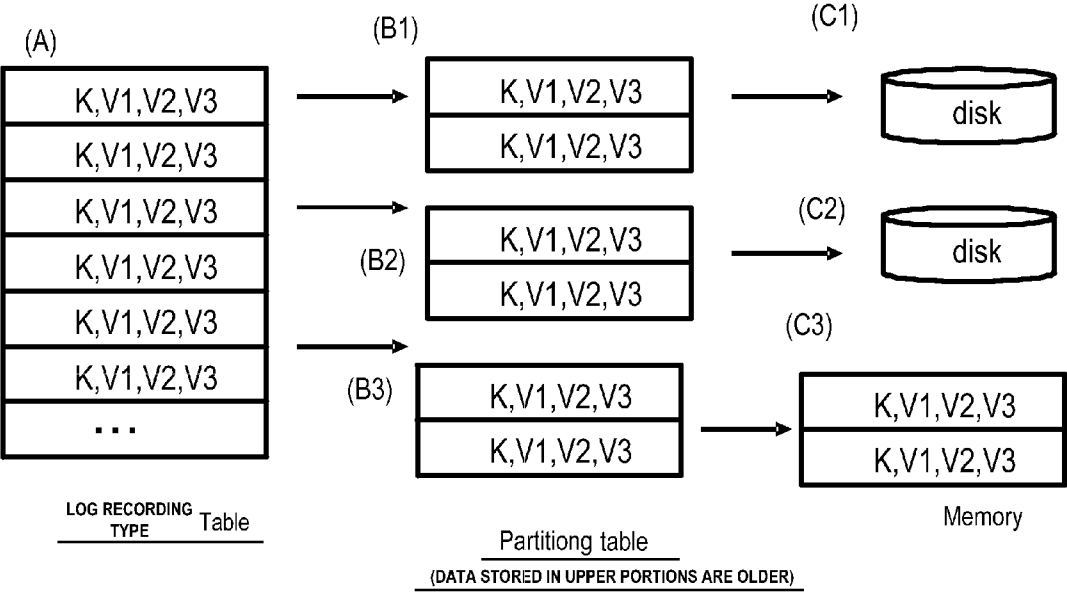 (A)
K,V1,V2,V3
K,V1,V2,V3
K,V1,V2,V3
K,V1,V2,V3
K,V1,V2,V3
K,V1,V2,V3
...
LOG RECORDING
TYPE
Table
(B1)
K,V1,V2,V3
K,V1,V2,V3
(B2)
K,V1,V2,V3
K,V1,V2,V3
(B3)
K,V1,V2,V3
K,V1,V2,V3
Partitiong table
(DATA STORED IN UPPER PORTIONS ARE OLDER)
(C1)
disk
(C2)
disk
(C3)
K,V1,V2,V3
K,V1,V2,V3
Memory